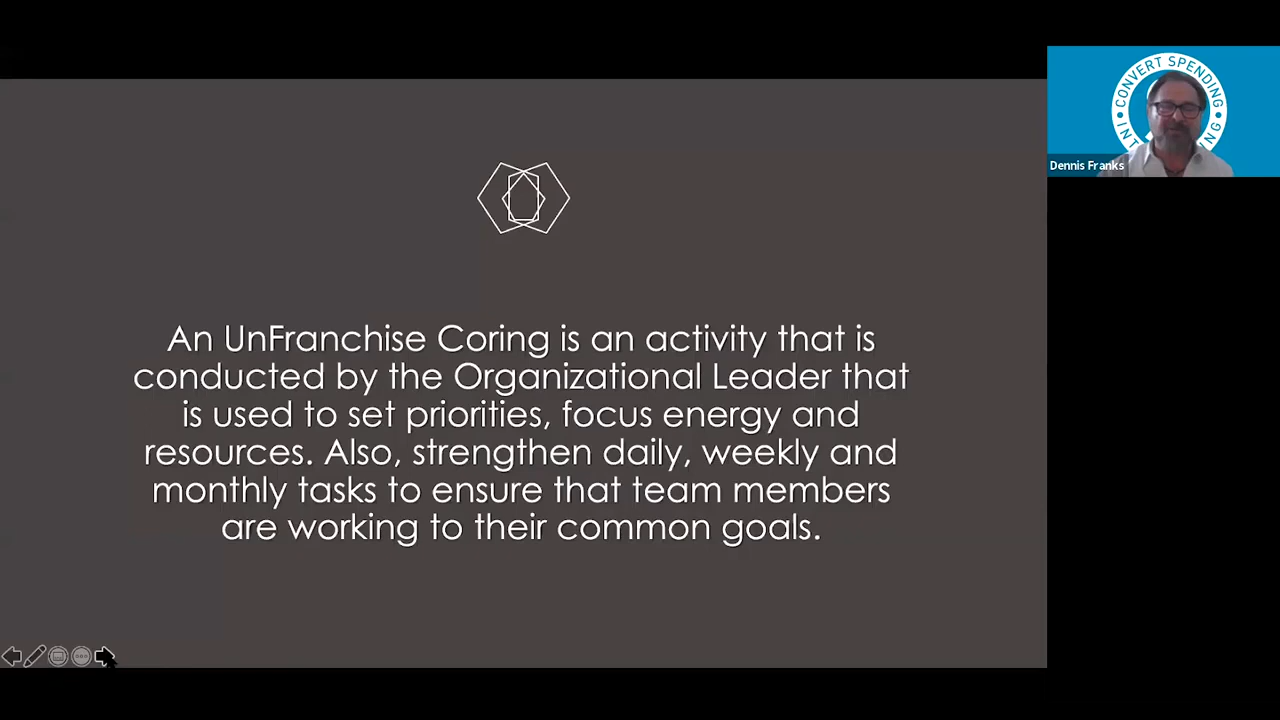 CONVERT SPENDING
INT
NG
Dennis Franks
An UnFranchise Coring is an activity that is
conducted by the Organizational Leader that
is used to set priorities, focus energy and
resources. Also, strengthen daily, weekly and
monthly tasks to ensure that team members
are working to their common goals.